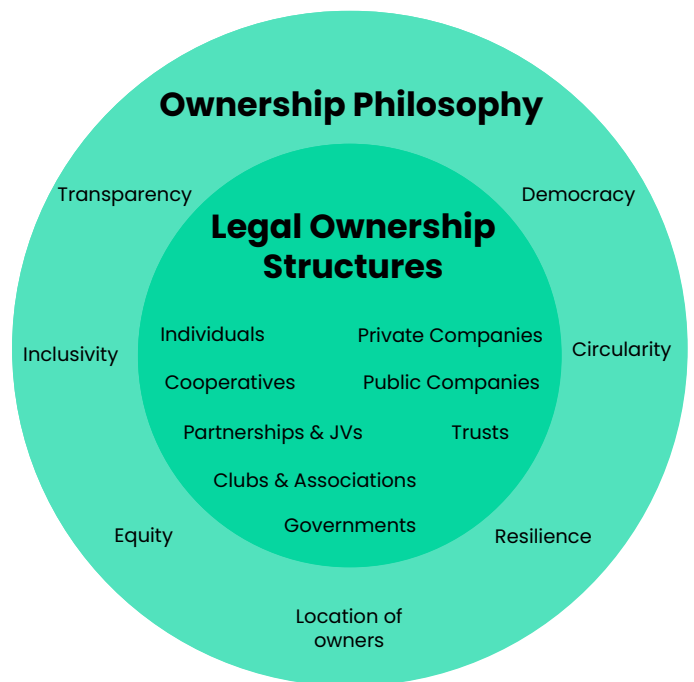 Ownership Philosophy
Transparency
Democracy
Legal Ownership
Structures
Individuals
Private Companies
Inclusivity
Circularity
Cooperatives
Public Companies
Partnerships & JVs
Trusts
Clubs & Associations
Governments
Equity
Resilience
Location of
owners